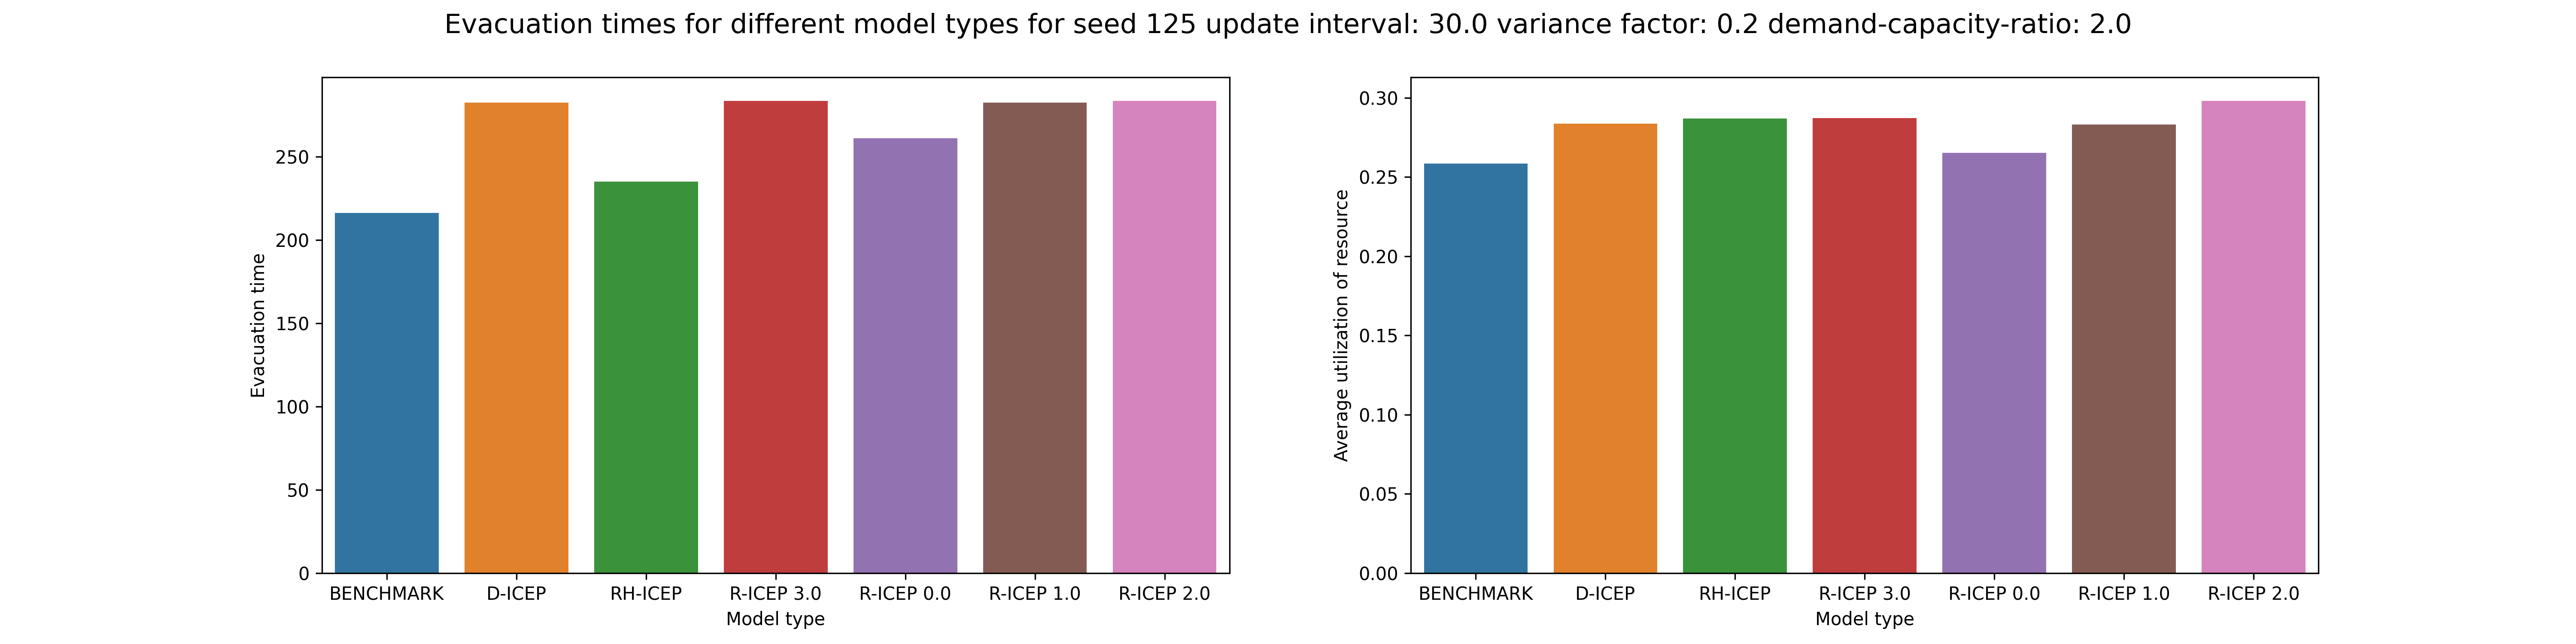 Evacuation times for different model types for seed 125 update interval: 30.0 variance factor: 0.2 demand-capacity-ratio: 2.0
Evacuation time
250
200
150
100
50
0
BENCHMARK D-ICEP RH-ICEP R-ICEP 3.0 R-ICEP 0.0 R-ICEP 1.0 R-ICEP 2.0
Model type
Average utilization of resource
0.30
0.25
0.20
0.15
0.10
0.05
0.00
BENCHMARK D-ICEP RH-ICEP R-ICEP 3.0 R-ICEP 0.0 R-ICEP 1.0 R-ICEP 2.0
Model type